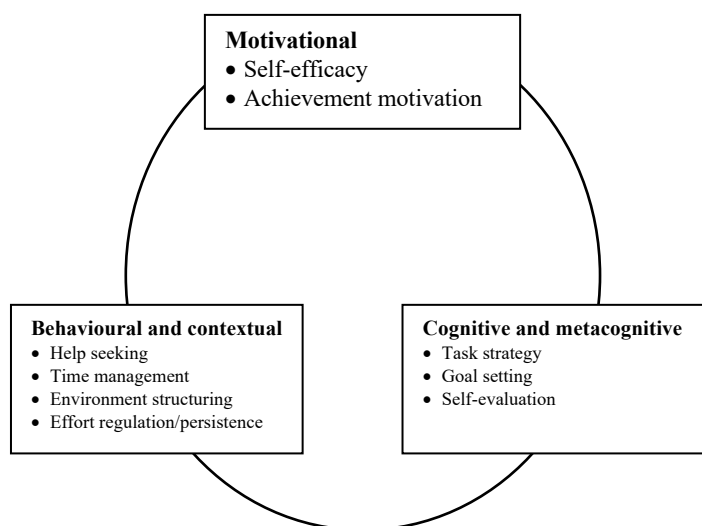 Motivational
• Self-efficacy
• Achievement motivation
Behavioural and contextual
• Help seeking
• Time management
• Environment structuring
• Effort regulation/persistence
Cognitive and metacognitive
• Task strategy
• Goal setting
• Self-evaluation